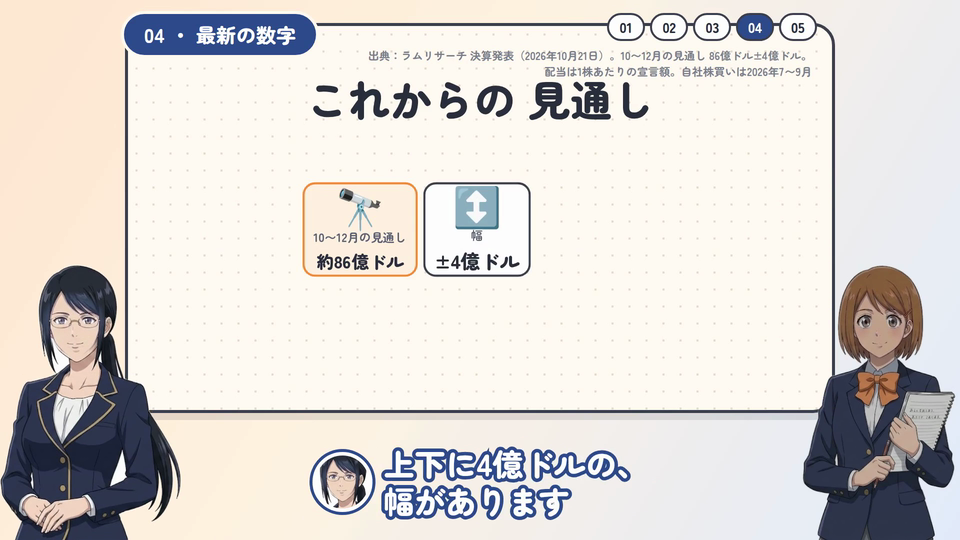 04 ・ 最新の数字
01 02 03 04 05
出典：ラムリサーチ 決算発表（2026年10月21日）。10〜12月の見通し 86億ドル±4億ドル。
配当は1株あたりの宣言額。自社株買いは2026年7〜9月
これからの 見通し
10〜12月の見通し
約86億ドル
幅
±4億ドル
上下に4億ドルの、
幅があります